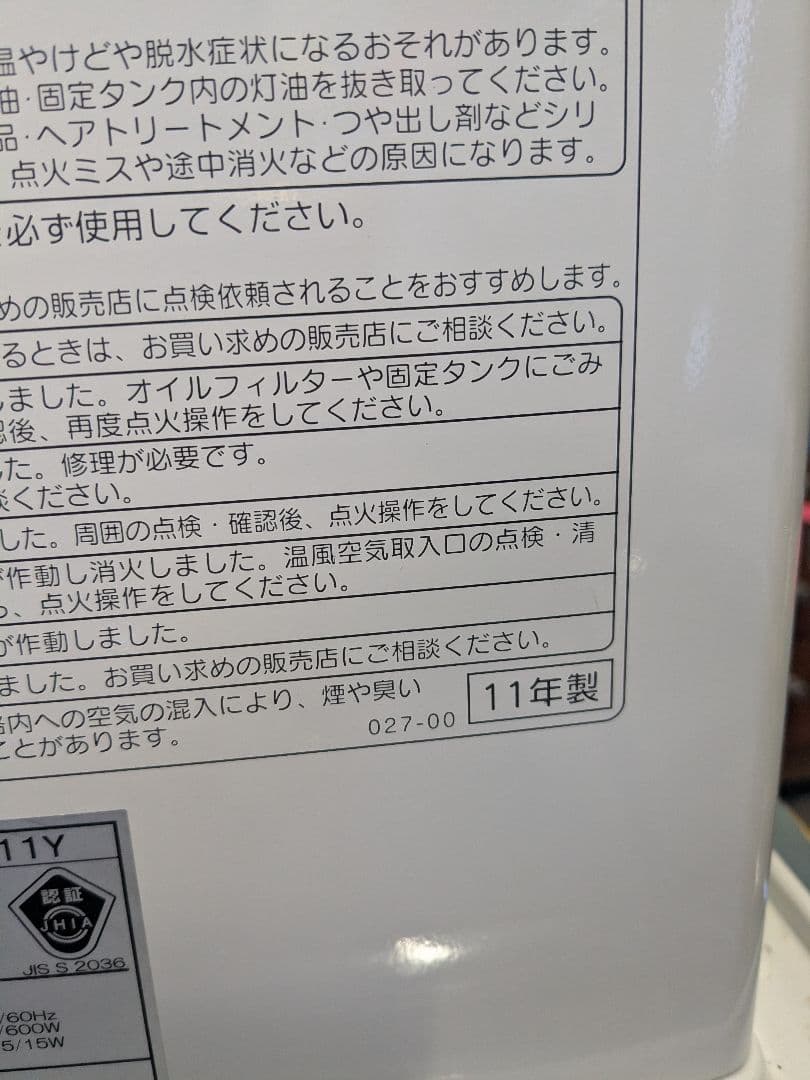 温やけどや脱水症状になるおそれがあります。
油・固定タンク内の灯油を抜き取ってください。
品・ヘアトリートメント・つや出し剤などシリ
点火ミスや途中消火などの原因になります。
必ず使用してください。
めの販売店に点検依頼されることをおすすめします。
るときは、お買い求めの販売店にご相談ください。
しました。オイルフィルターや固定タンクにごみ
認後、再度点火操作をしてください。
した。修理が必要です。
談ください。
した。周囲の点検・確認後、点火操作をしてください。
が作動し消火しました。温風空気取入口の点検・清
ら、点火操作をしてください。
が作動しました。
ました。お買い求めの販売店にご相談ください。
内への空気の混入により、煙や臭い
ことがあります。
027-00
11年製
11Y
認証
JHIA
JIS S 2036
/60Hz
/600W
5/15W